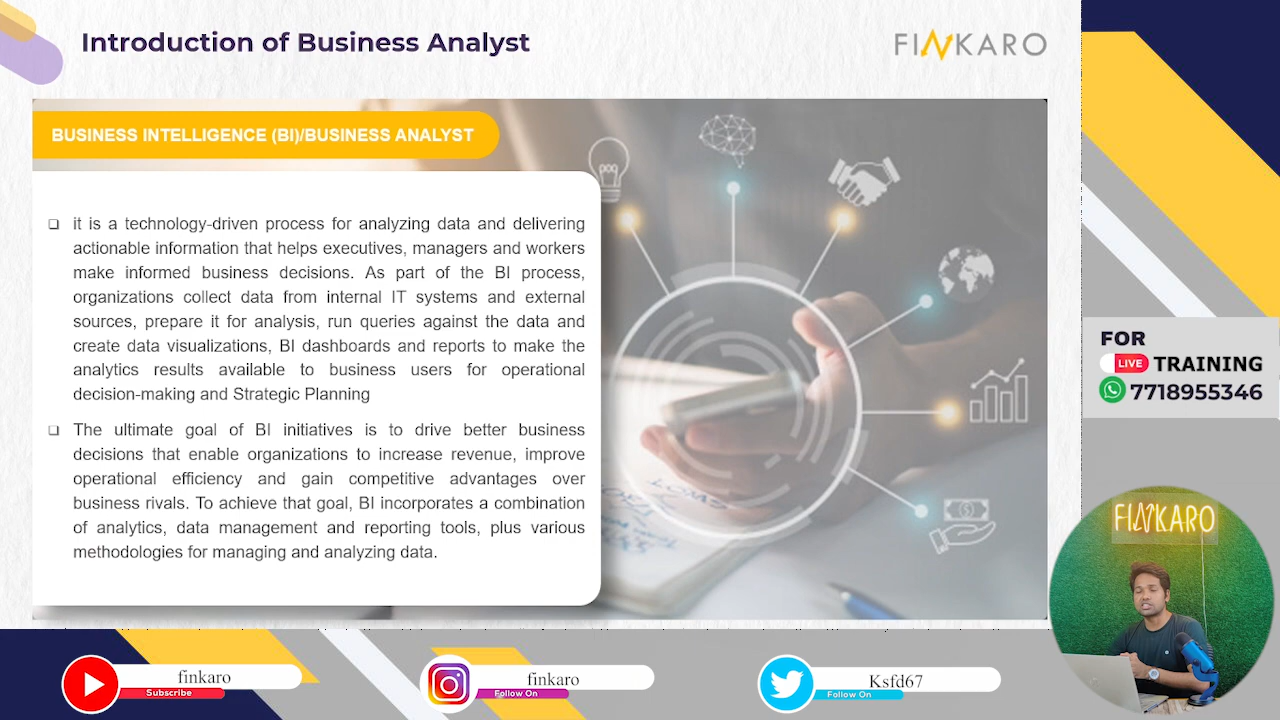 Introduction of Business Analyst
FINKARO
BUSINESS INTELLIGENCE (BI)/BUSINESS ANALYST
❑ it is a technology-driven process for analyzing data and delivering
actionable information that helps executives, managers and workers
make informed business decisions. As part of the BI process,
organizations collect data from internal IT systems and external
sources, prepare it for analysis, run queries against the data and
create data visualizations, BI dashboards and reports to make the
analytics results available to business users for operational
decision-making and Strategic Planning
❑ The ultimate goal of BI initiatives is to drive better business
decisions that enable organizations to increase revenue, improve
operational efficiency and gain competitive advantages over
business rivals. To achieve that goal, BI incorporates a combination
of analytics, data management and reporting tools, plus various
methodologies for managing and analyzing data.
FOR
LIVE TRAINING
7718955346
FINKARO
finkaro
Subscribe
finkaro
Follow On
Ksfd67
Follow On